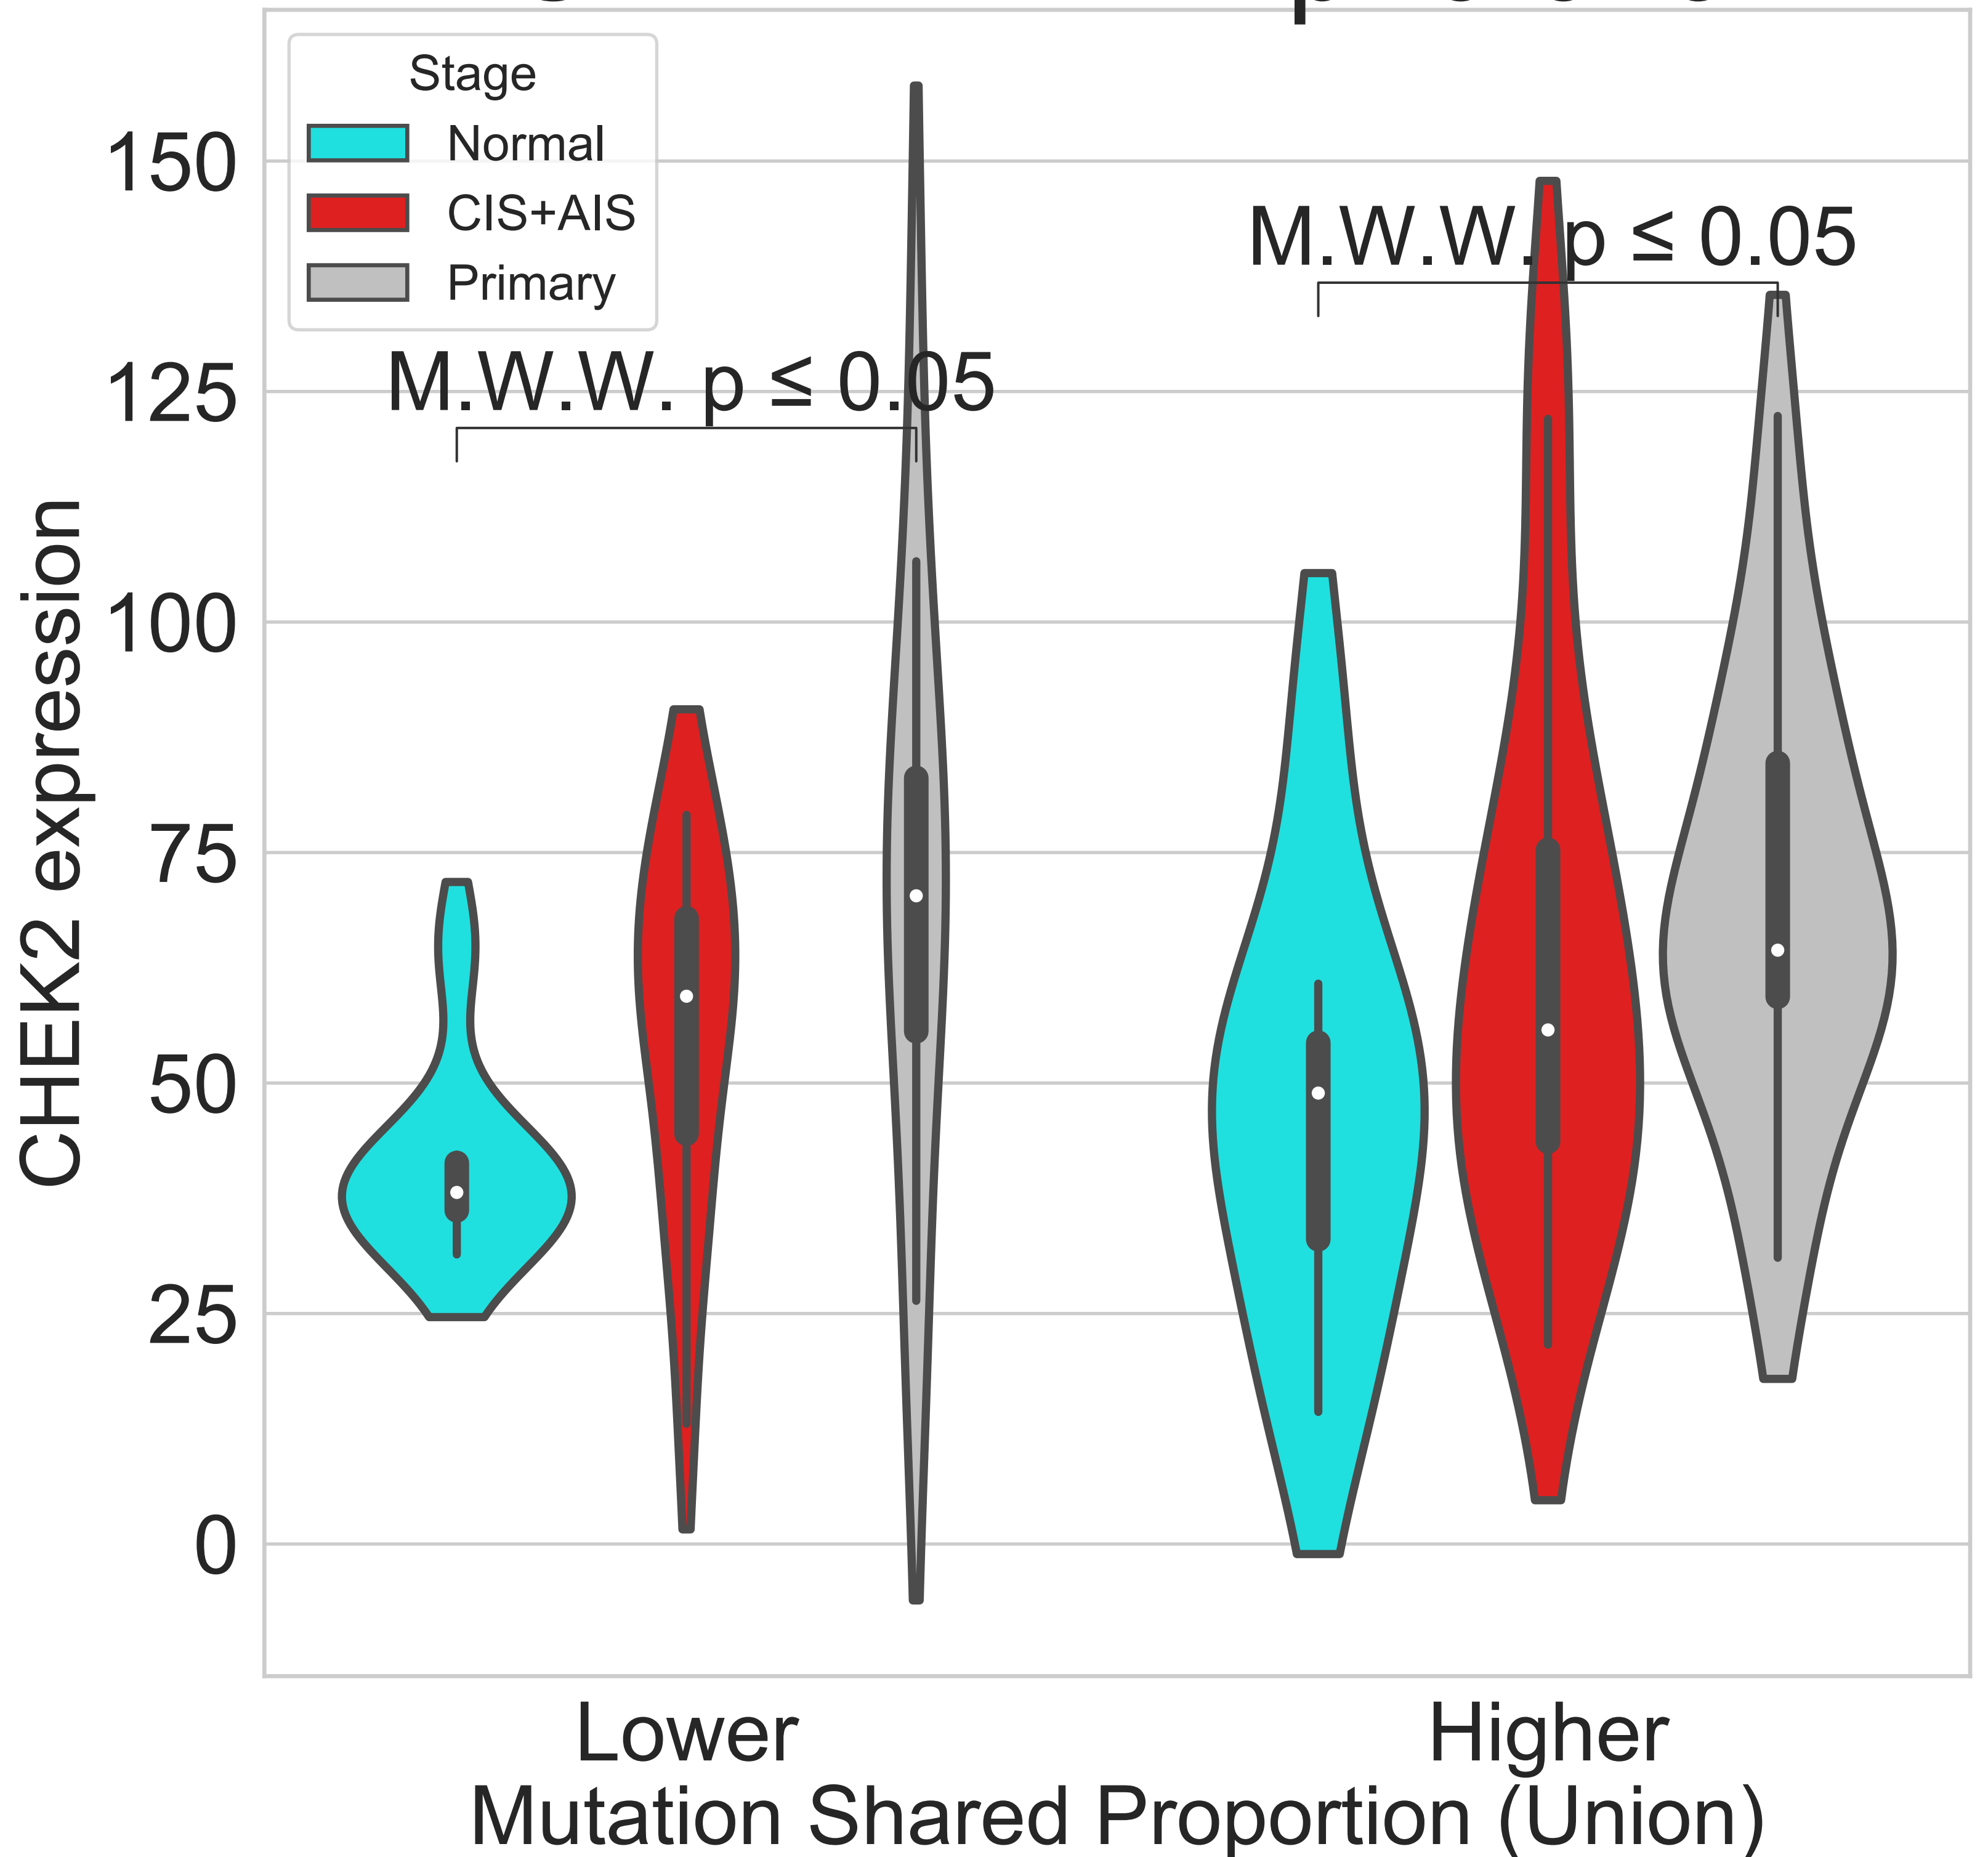 Stage
Normal
CIS+AIS
Primary
M.W.W. p ≤ 0.05
M.W.W. p ≤ 0.05
150
125
100
75
50
25
0
CHEK2 expression
Lower
Higher
Mutation Shared Proportion (Union)